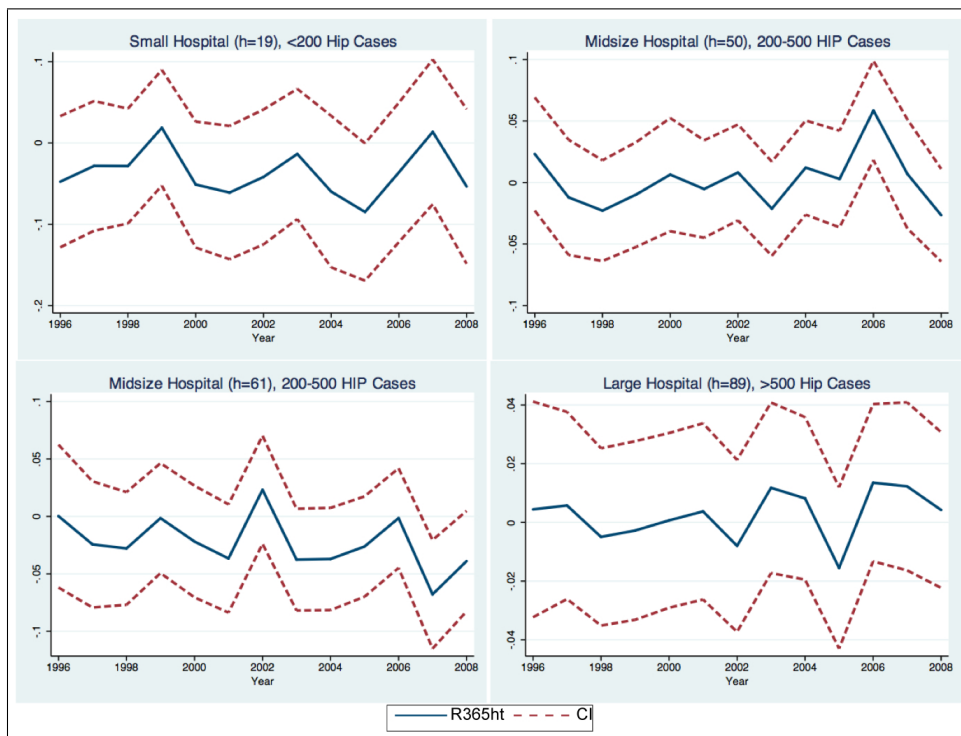 Small Hospital (h=19), <200 Hip Cases
.1
0
-.1
-.2
1996 1998 2000 2002 2004 2006 2008
Year
Midsize Hospital (h=50), 200-500 HIP Cases
.1
.05
0
-.05
-.1
1996 1998 2000 2002 2004 2006 2008
Year
Midsize Hospital (h=61), 200-500 HIP Cases
.1
.05
0
-.05
-.1
1996 1998 2000 2002 2004 2006 2008
Year
Large Hospital (h=89), >500 Hip Cases
.04
.02
0
-.02
-.04
1996 1998 2000 2002 2004 2006 2008
Year
R365ht CI